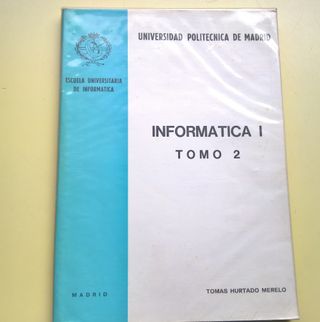 UNIVERSIDAD POLITECNICA DE MADRID
ESCUELA UNIVERSITARIA
DE INFORMATICA
INFORMATICA I
TOMO 2
MADRID
TOMAS HURTADO MERELO